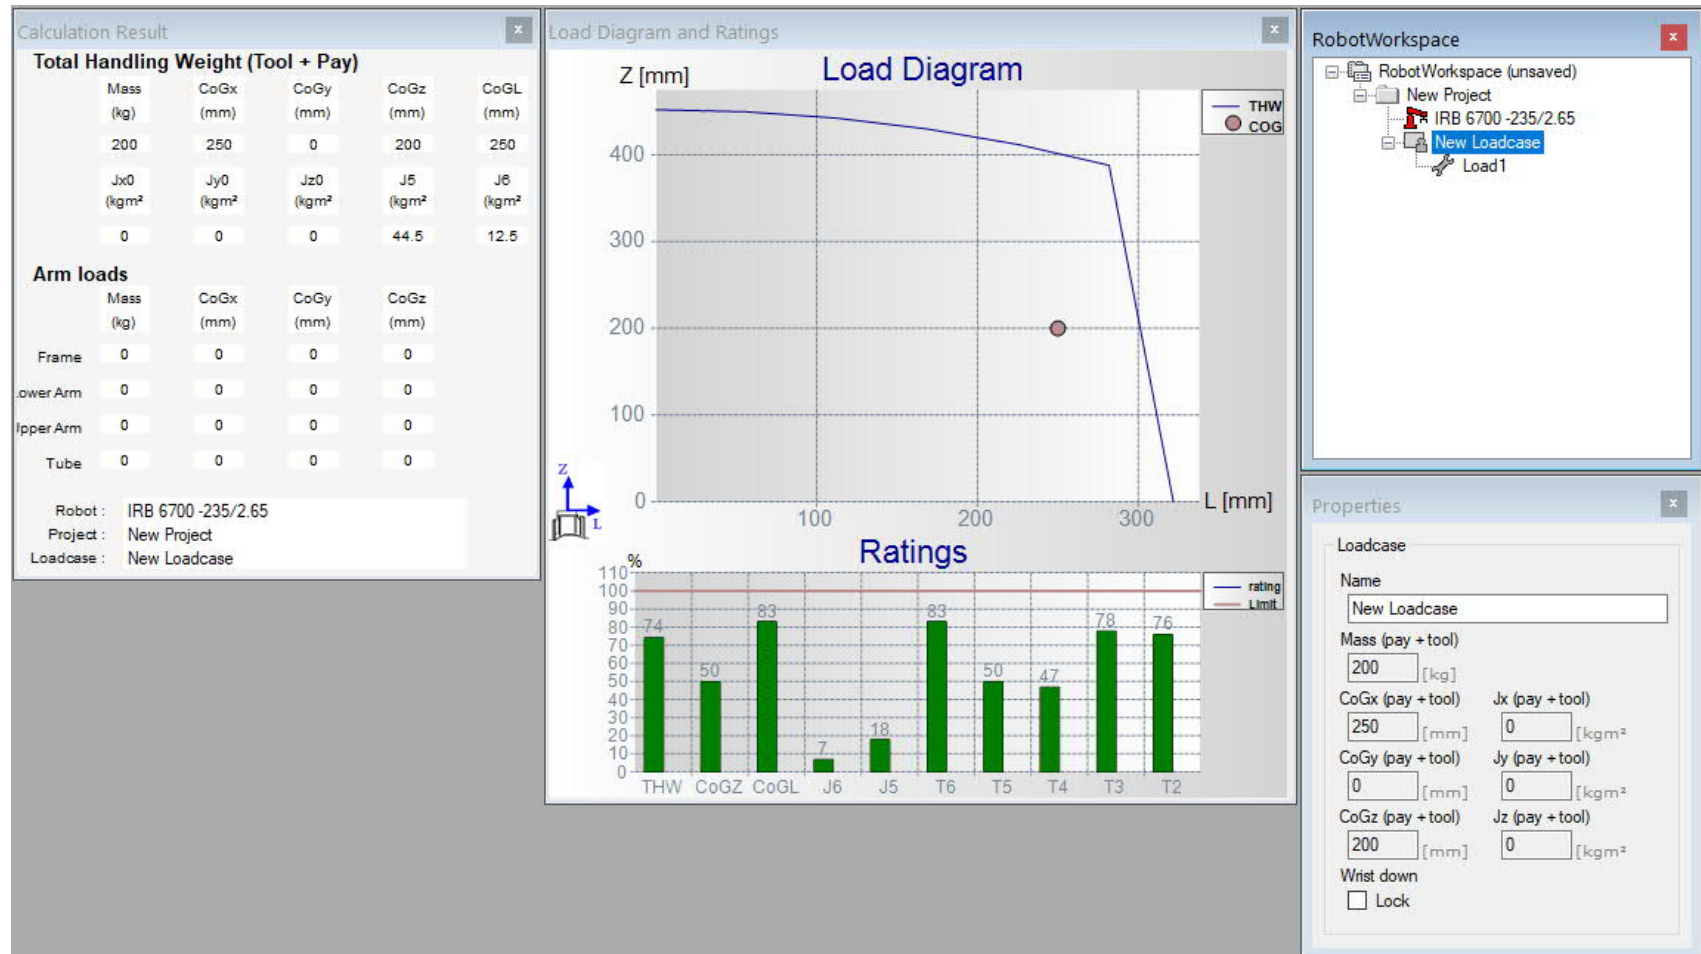 Calculation Result
Total Handling Weight (Tool + Pay)
Mass CoGx CoGy CoGz CoGL
(kg) (mm) (mm) (mm) (mm)
200 250 0 200 250
Jx0 Jy0 Jz0 J5 J6
(kgm² (kgm² (kgm² (kgm² (kgm²
0 0 0 44.5 12.5
Arm loads
Mass CoGx CoGy CoGz
(kg) (mm) (mm) (mm)
Frame 0 0 0 0
ower Arm 0 0 0 0
pper Arm 0 0 0 0
Tube 0 0 0 0
Robot : IRB 6700 -235/2.65
Project : New Project
Loadcase : New Loadcase
Load Diagram and Ratings
Load Diagram
Z [mm]
THW
COG
400
300
200
100
0
100 200 300
L [mm]
Z
L
Ratings
%
rating
Limit
110
100
90
80
70
60
50
40
30
20
10
0
74 50 83 7 18 83 50 47 78 76
THW CoGZ CoGL J6 J5 T6 T5 T4 T3 T2
RobotWorkspace
RobotWorkspace (unsaved)
New Project
IRB 6700 -235/2.65
New Loadcase
Load1
Properties
Loadcase
Name
New Loadcase
Mass (pay + tool)
200 [kg]
CoGx (pay + tool) Jx (pay + tool)
250 [mm] 0 [kgm²
CoGy (pay + tool) Jy (pay + tool)
0 [mm] 0 [kgm²
CoGz (pay + tool) Jz (pay + tool)
200 [mm] 0 [kgm²
Wrist down
Lock